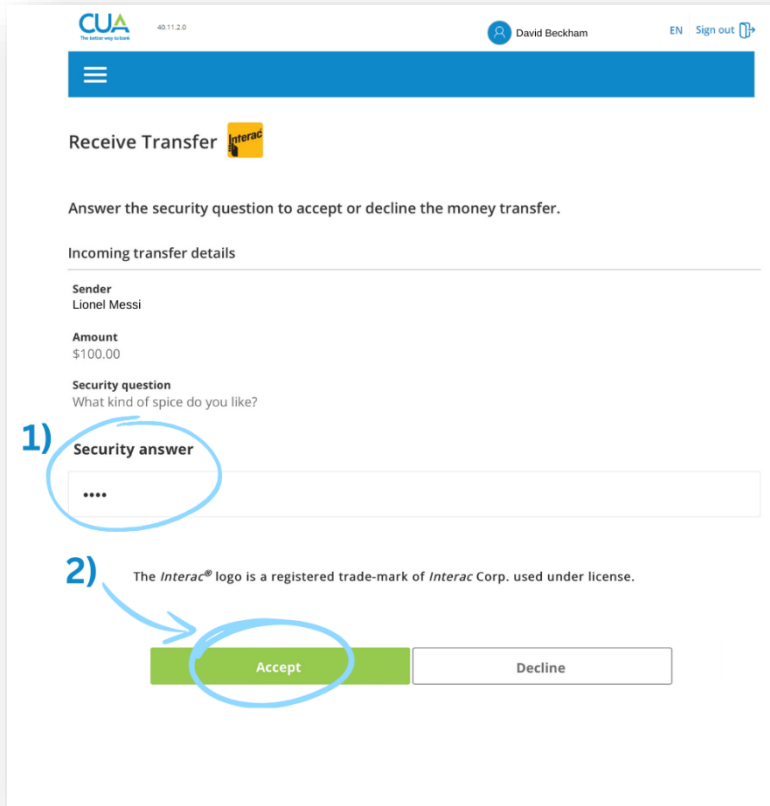 CUA
The better way to bank
40.11.2.0
David Beckham
EN Sign out
Receive Transfer
Interac
Answer the security question to accept or decline the money transfer.
Incoming transfer details
Sender
Lionel Messi
Amount
$100.00
Security question
What kind of spice do you like?
1)
Security answer
••••
2)
The Interac® logo is a registered trade-mark of Interac Corp. used under license.
Accept Decline